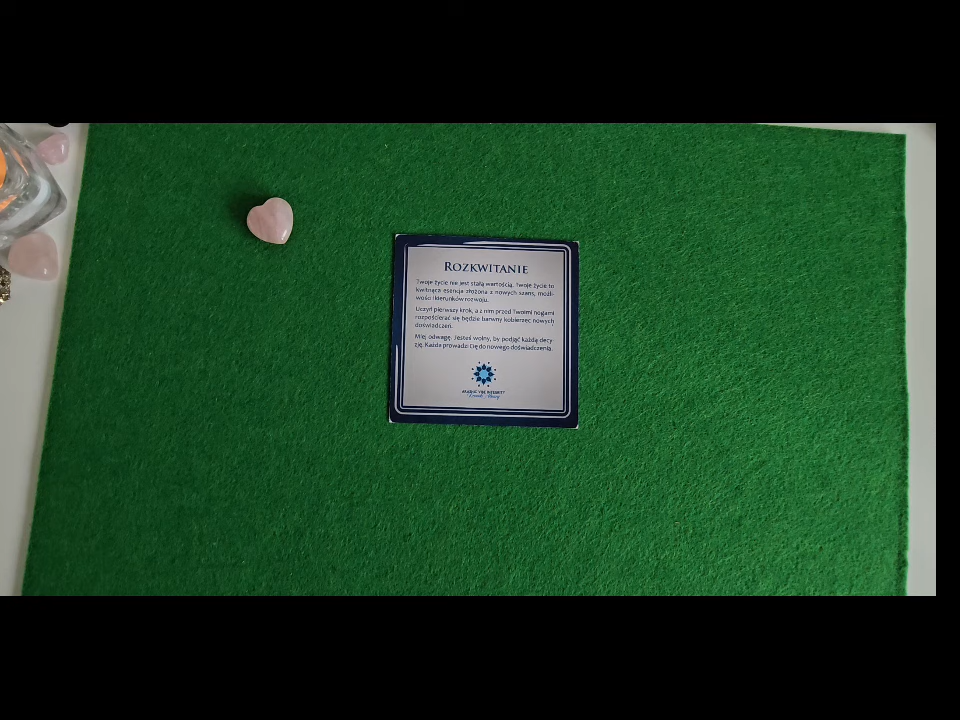 ROZKWITANIE
Twoje życie nie jest stałą wartością. Twoje życie to
kwitnąca esencja złożona z nowych szans, możli-
wości i kierunków rozwoju.
Uczyń pierwszy krok, a z nim przed Twoimi nogami
rozpościerać się będzie barwny kobierzec nowych
doświadczeń.
Miej odwagę. Jesteś wolny, by podjąć każdą decy
zję. Każda prowadzi Cię do nowego doświadczenia.